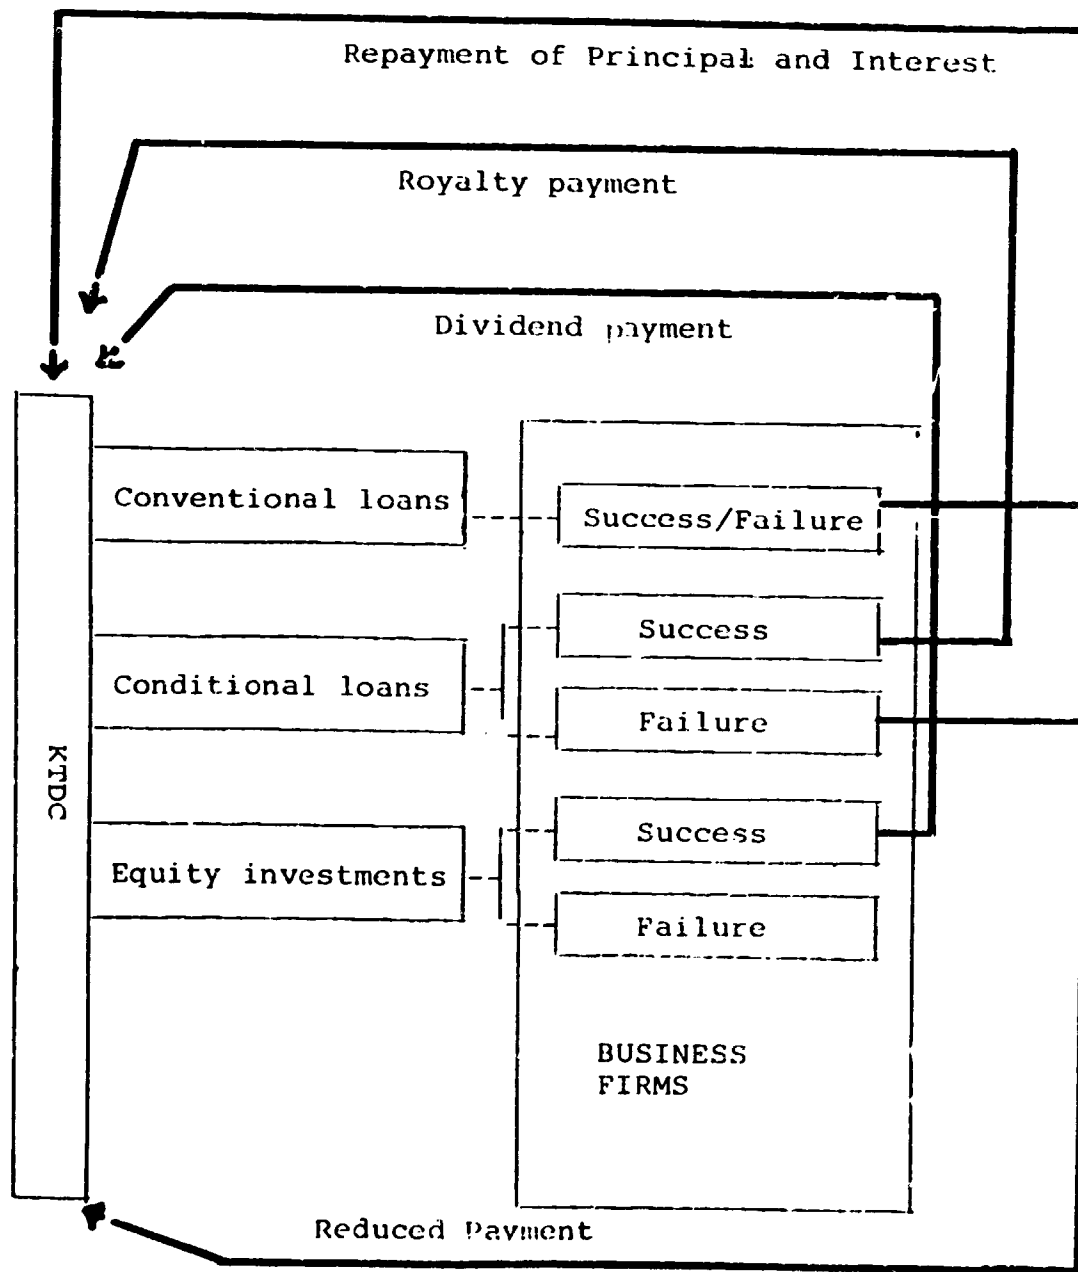 Repayment of Principal and Interest
Royalty payment
Dividend payment
Conventional loans
Success/Failure
Success
Conditional loans
Failure
KTDC
Success
Equity investments
Failure
BUSINESS
FIRMS
Reduced Payment